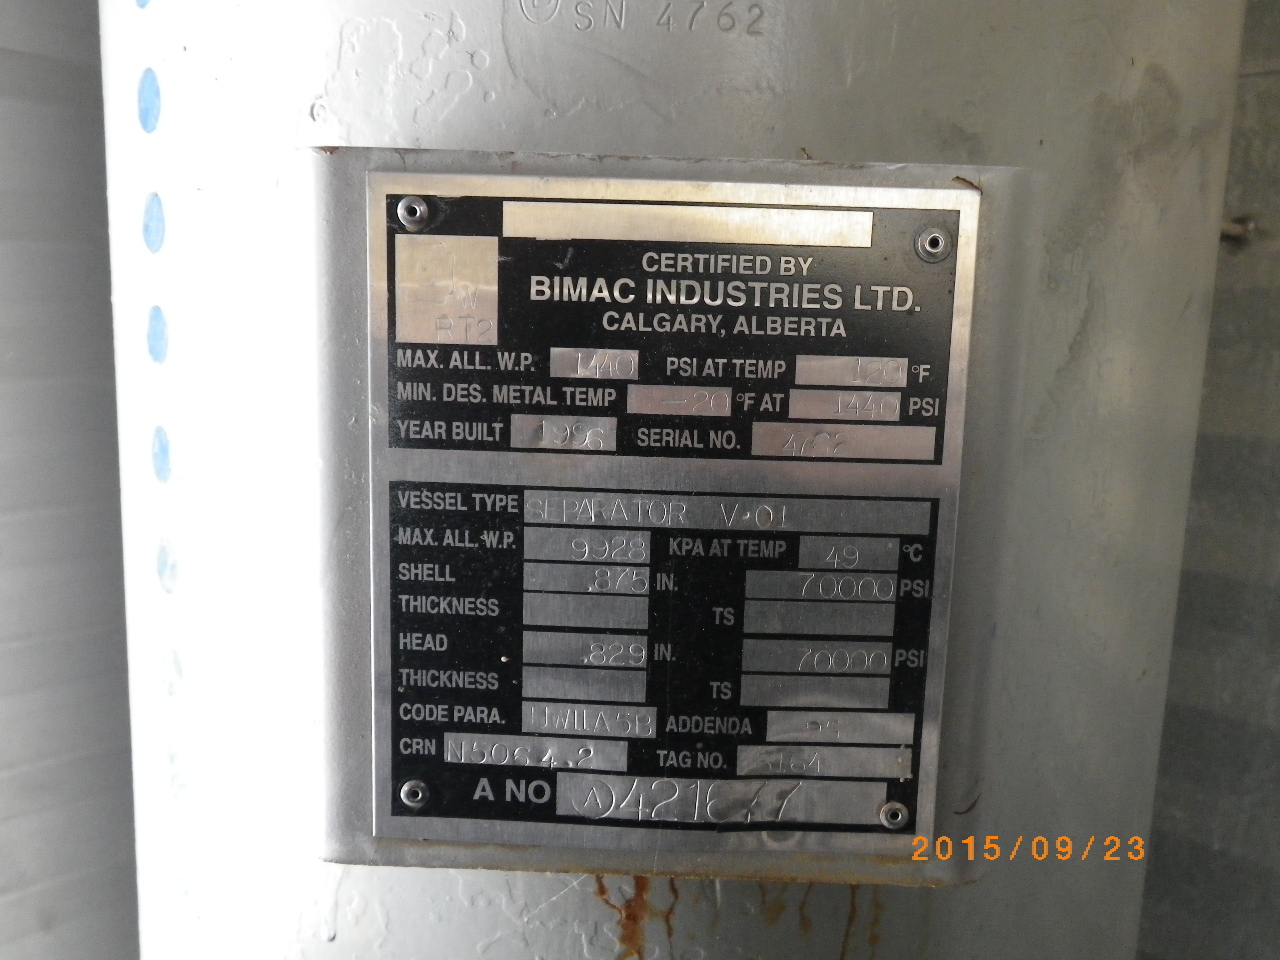 SN 4762
W
RT2
CERTIFIED BY
BIMAC INDUSTRIES LTD.
CALGARY, ALBERTA
MAX. ALL. W.P. 1440 PSI AT TEMP 120 °F
MIN. DES. METAL TEMP -20 °F AT 1440 PSI
YEAR BUILT 1996 SERIAL NO. 4762
VESSEL TYPE SEPARATOR V-01
MAX. ALL. W.P. 9928 KPA AT TEMP 49 °C
SHELL .875 IN. 70000 PSI
THICKNESS TS
HEAD .829 IN. 70000 PSI
THICKNESS TS
CODE PARA. UW11A5B ADDENDA
CRN N5064.2 TAG NO.
A NO (A)421677
2015/09/23